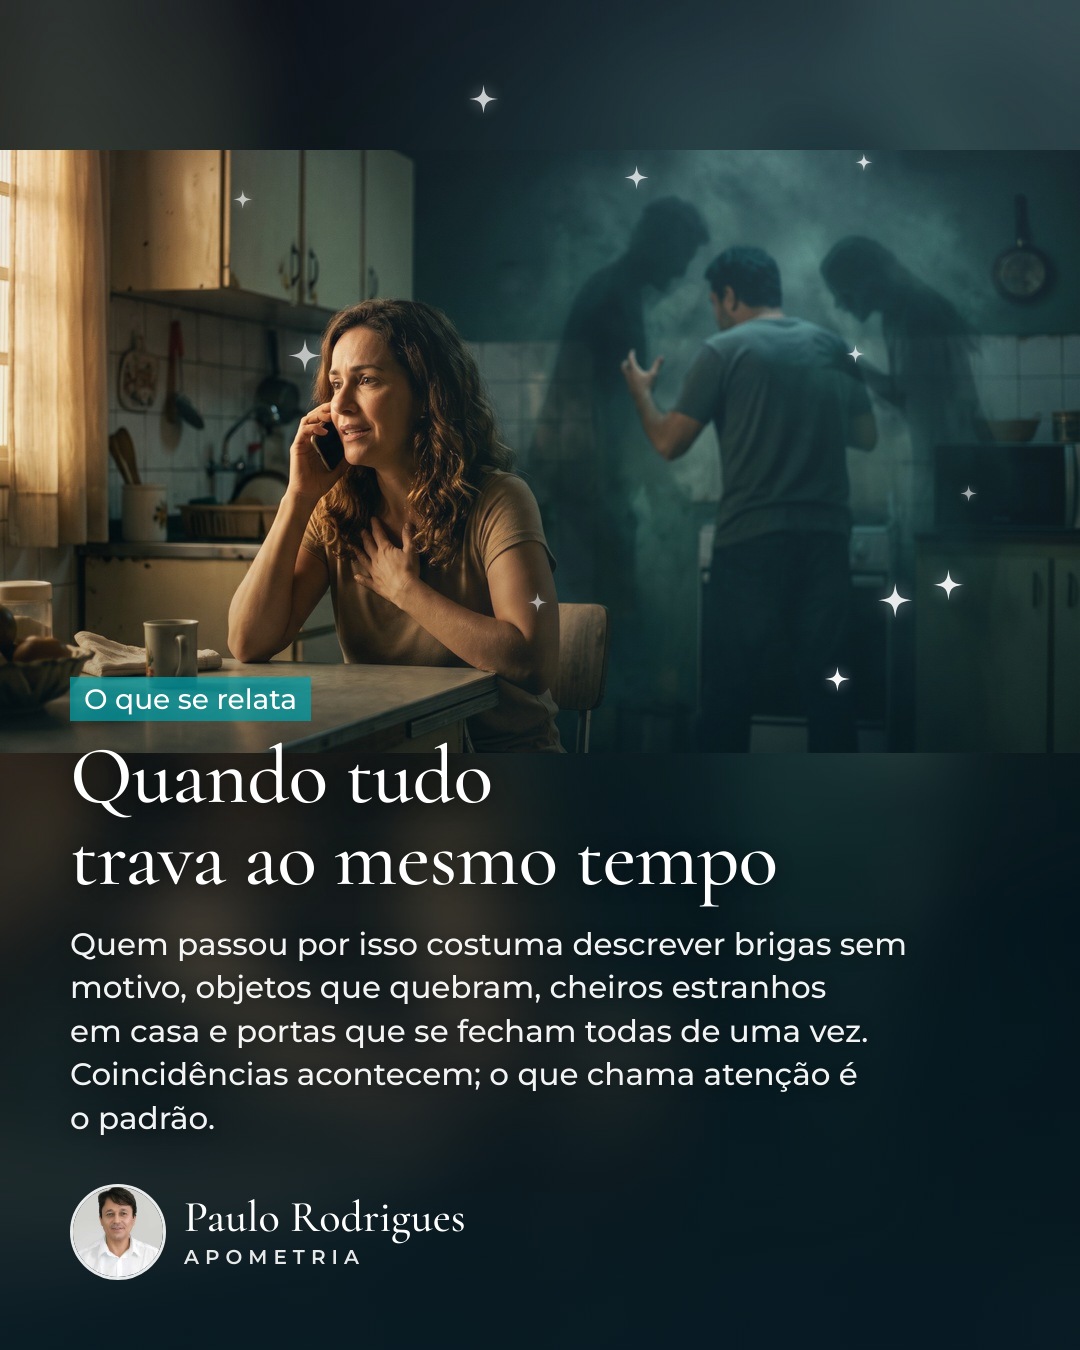 O que se relata
Quando tudo
trava ao mesmo tempo
Quem passou por isso costuma descrever brigas sem
motivo, objetos que quebram, cheiros estranhos
em casa e portas que se fecham todas de uma vez.
Coincidências acontecem; o que chama atenção é
o padrão.
Paulo Rodrigues
APOMETRIA